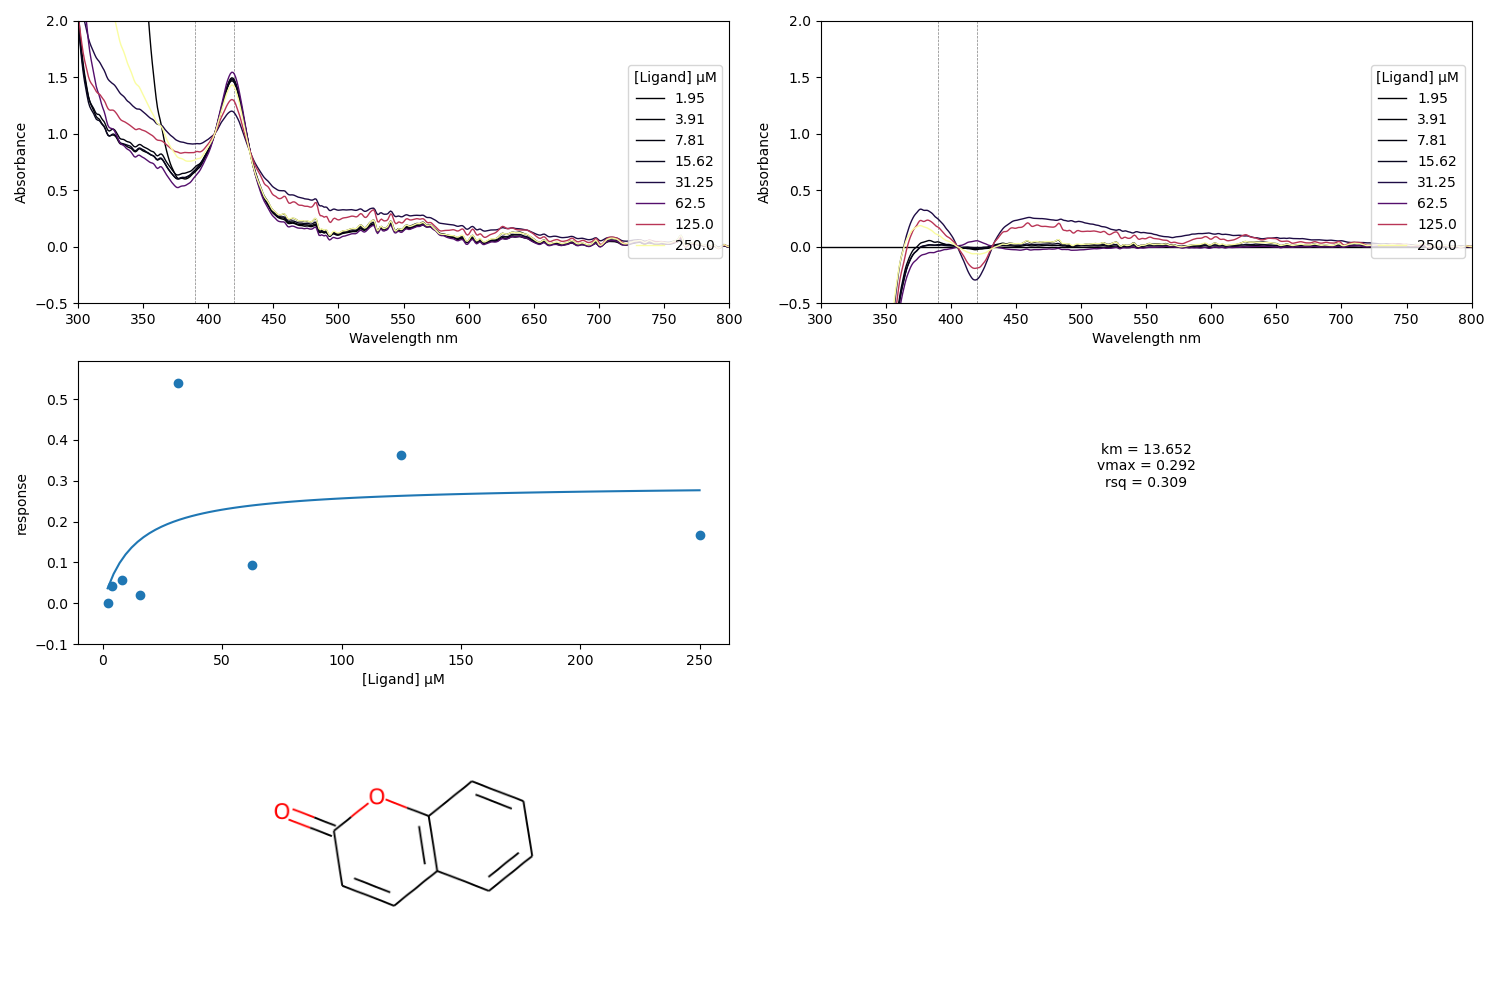 2.0
1.5
1.0
0.5
0.0
−0.5
Absorbance
300 350 400 450 500 550 600 650 700 750 800
Wavelength nm
[Ligand] μM
1.95
3.91
7.81
15.62
31.25
62.5
125.0
250.0
2.0
1.5
1.0
0.5
0.0
−0.5
Absorbance
300 350 400 450 500 550 600 650 700 750 800
Wavelength nm
[Ligand] μM
1.95
3.91
7.81
15.62
31.25
62.5
125.0
250.0
0.5
0.4
0.3
0.2
0.1
0.0
−0.1
response
0 50 100 150 200 250
[Ligand] μM
km = 13.652
vmax = 0.292
rsq = 0.309
O
O